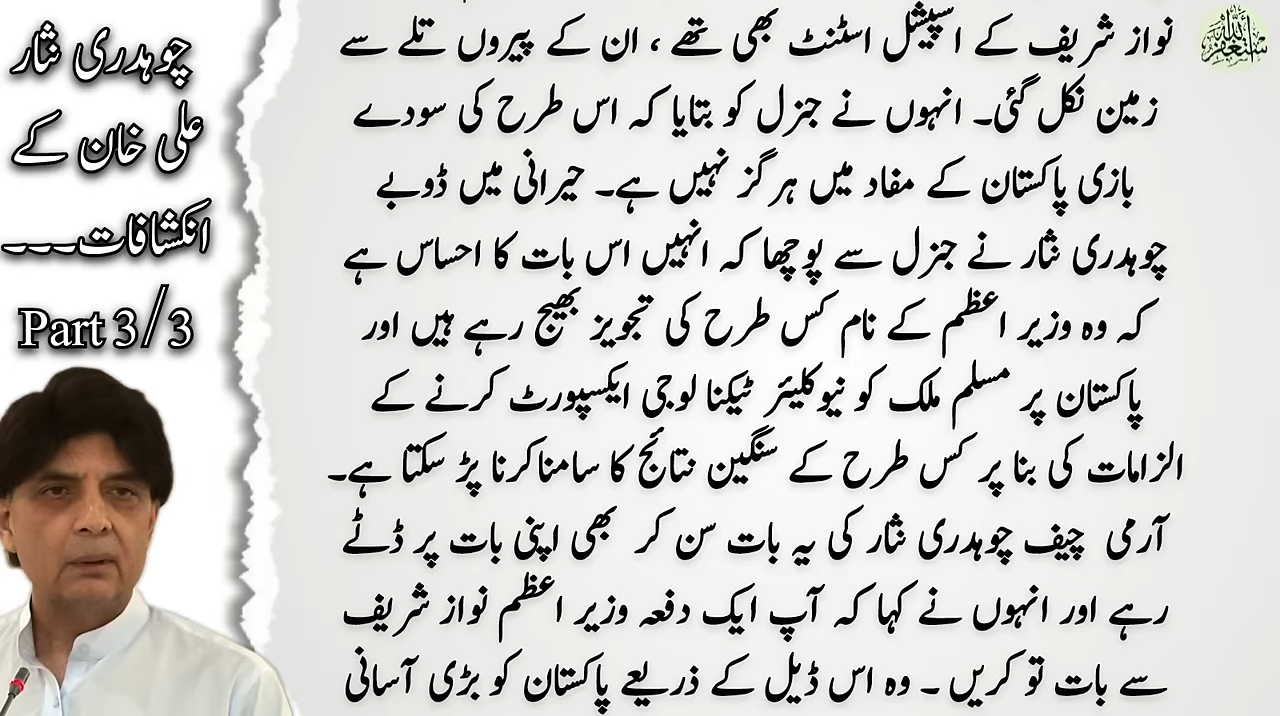 چوہدری نثار
علی خان کے
انکشافات۔۔۔
Part 3/3
نواز شریف کے اسپیشل اسٹنٹ بھی تھے ، ان کے پیروں تلے سے
زمین نکل گئی۔ انہوں نے جنرل کو بتایا کہ اس طرح کی سودے
بازی پاکستان کے مفاد میں ہرگز نہیں ہے۔ حیرانی میں ڈوبے
چوہدری نثار نے جنرل سے پوچھا کہ انہیں اس بات کا احساس ہے
کہ وہ وزیر اعظم کے نام کس طرح کی تجویز بھیج رہے ہیں اور
پاکستان پر مسلم ملک کو نیوکلیئر ٹیکنالوجی ایکسپورٹ کرنے کے
الزامات کی بنا پر کس طرح کے سنگین نتائج کا سامنا کرنا پڑ سکتا ہے۔
آرمی چیف چوہدری نثار کی یہ بات سن کر بھی اپنی بات پر ڈٹے
رہے اور انہوں نے کہا کہ آپ ایک دفعہ وزیر اعظم نواز شریف
سے بات تو کریں ۔ وہ اس ڈیل کے ذریعے پاکستان کو بڑی آسانی